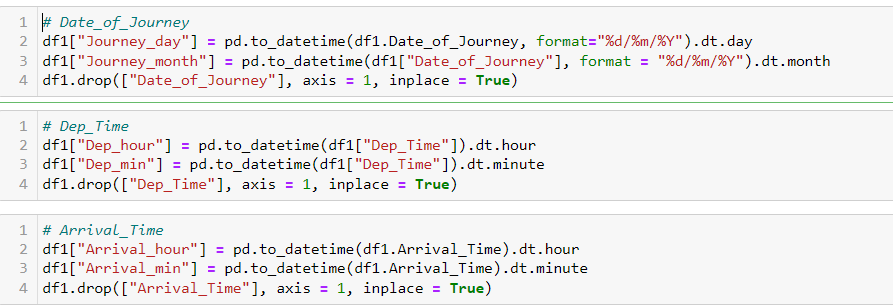 1 # Date_of_Journey
2 df1["Journey_day"] = pd.to_datetime(df1.Date_of_Journey, format="%d/%m/%Y").dt.day
3 df1["Journey_month"] = pd.to_datetime(df1["Date_of_Journey"], format = "%d/%m/%Y").dt.month
4 df1.drop(["Date_of_Journey"], axis = 1, inplace = True)
1 # Dep_Time
2 df1["Dep_hour"] = pd.to_datetime(df1["Dep_Time"]).dt.hour
3 df1["Dep_min"] = pd.to_datetime(df1["Dep_Time"]).dt.minute
4 df1.drop(["Dep_Time"], axis = 1, inplace = True)
1 # Arrival_Time
2 df1["Arrival_hour"] = pd.to_datetime(df1.Arrival_Time).dt.hour
3 df1["Arrival_min"] = pd.to_datetime(df1.Arrival_Time).dt.minute
4 df1.drop(["Arrival_Time"], axis = 1, inplace = True)